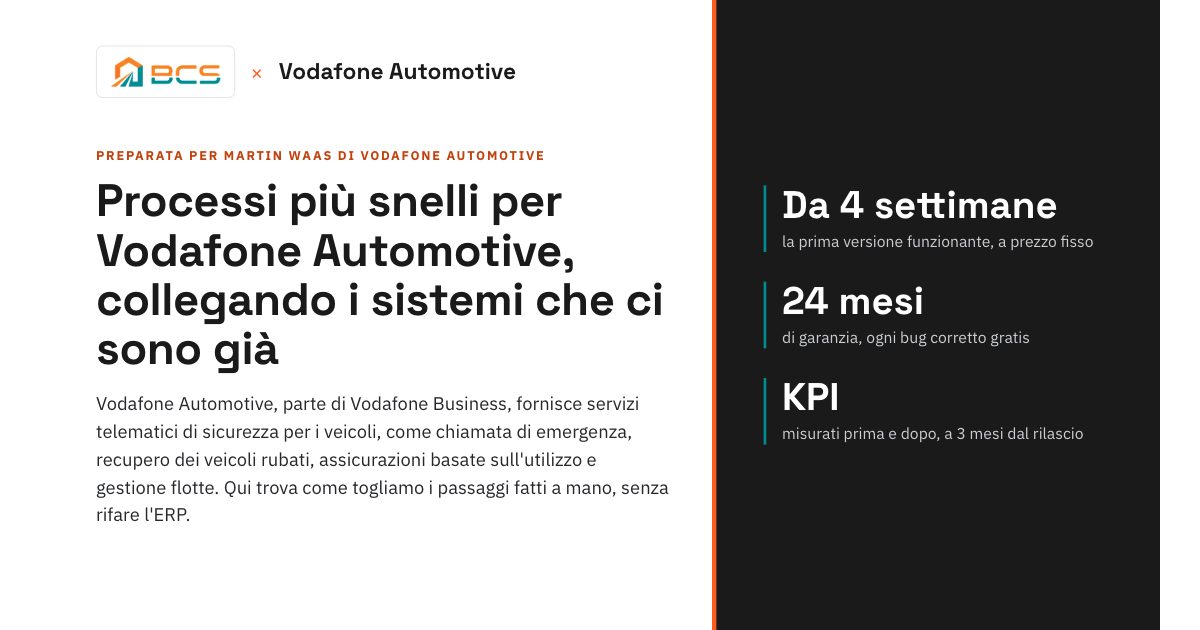 BCS × Vodafone Automotive
PREPARATA PER MARTIN WAAS DI VODAFONE AUTOMOTIVE
Processi più snelli per
Vodafone Automotive,
collegando i sistemi che ci
sono già
Vodafone Automotive, parte di Vodafone Business, fornisce servizi
telematici di sicurezza per i veicoli, come chiamata di emergenza,
recupero dei veicoli rubati, assicurazioni basate sull'utilizzo e
gestione flotte. Qui trova come togliamo i passaggi fatti a mano, senza
rifare l'ERP.
Da 4 settimane
la prima versione funzionante, a prezzo fisso
24 mesi
di garanzia, ogni bug corretto gratis
KPI
misurati prima e dopo, a 3 mesi dal rilascio